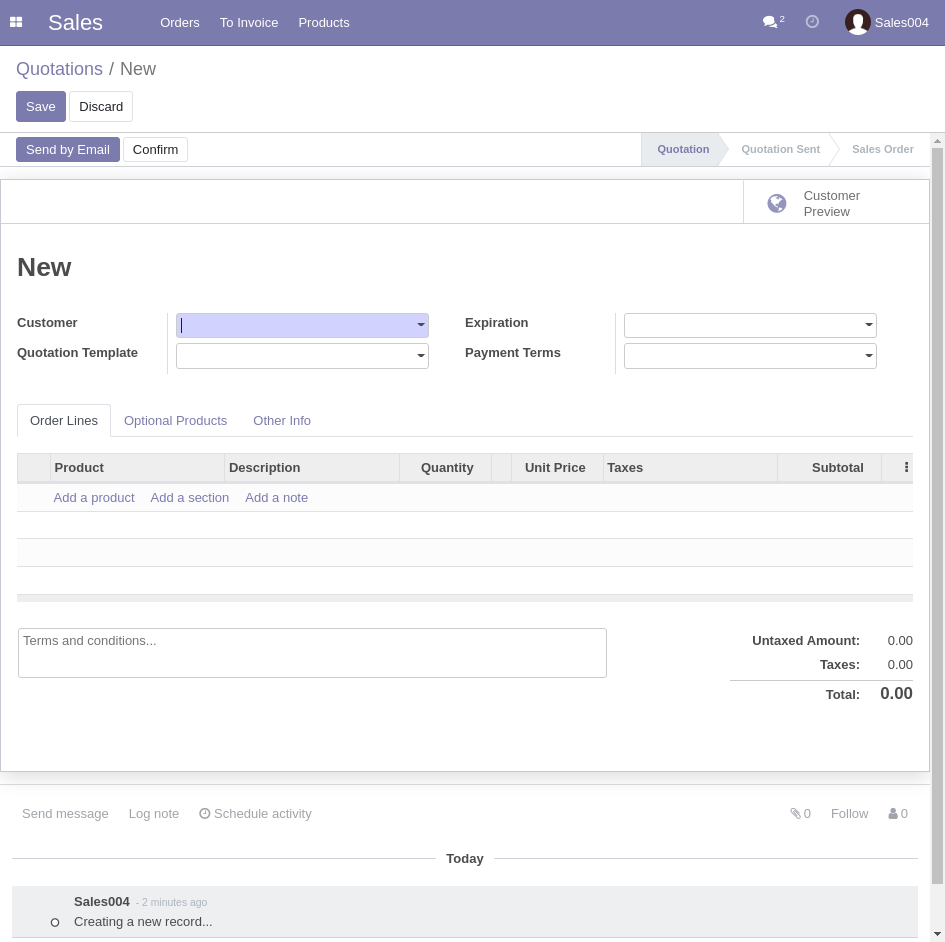 Sales Orders To Invoice Products 2 Sales004
Quotations / New
Save Discard
Send by Email Confirm Quotation Quotation Sent Sales Order
Customer
Preview
New
Customer Expiration
Quotation Template Payment Terms
Order Lines Optional Products Other Info
Product Description Quantity Unit Price Taxes Subtotal
Add a product Add a section Add a note
Terms and conditions... Untaxed Amount: 0.00
Taxes: 0.00
Total: 0.00
Send message Log note Schedule activity 0 Follow 0
Today
Sales004 - 2 minutes ago
Creating a new record...